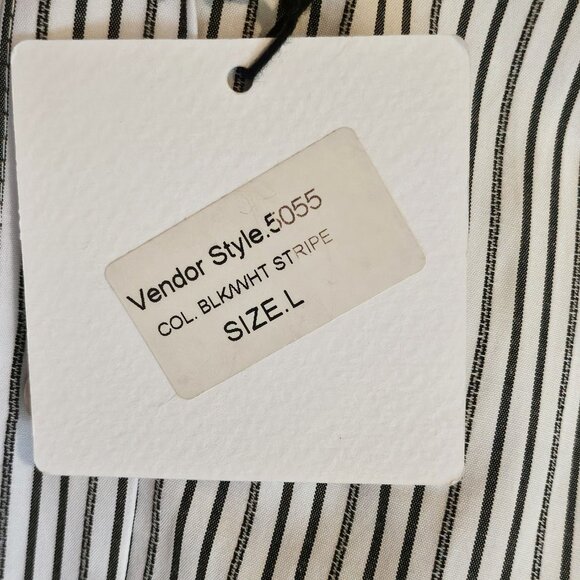 Vendor Style.5055
COL. BLK/WHT STRIPE
SIZE.L